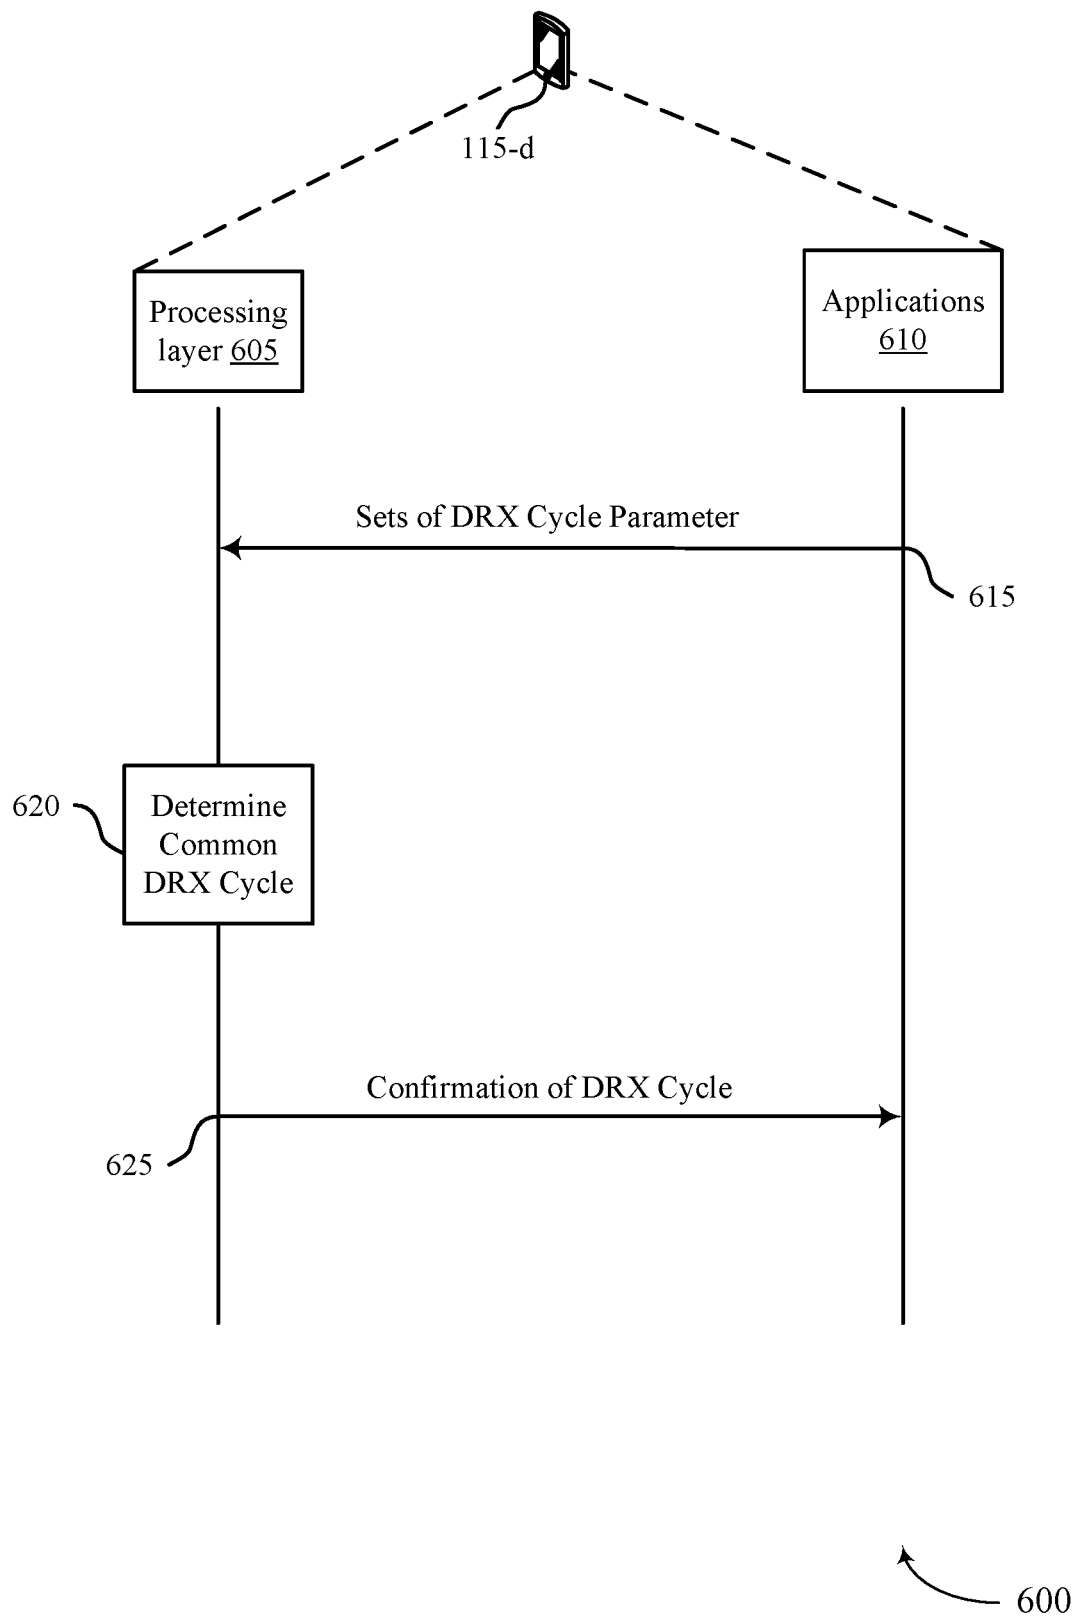 115-d
Processing
layer 605
Applications
610
Sets of DRX Cycle Parameter
615
620
Determine
Common
DRX Cycle
Confirmation of DRX Cycle
625
600